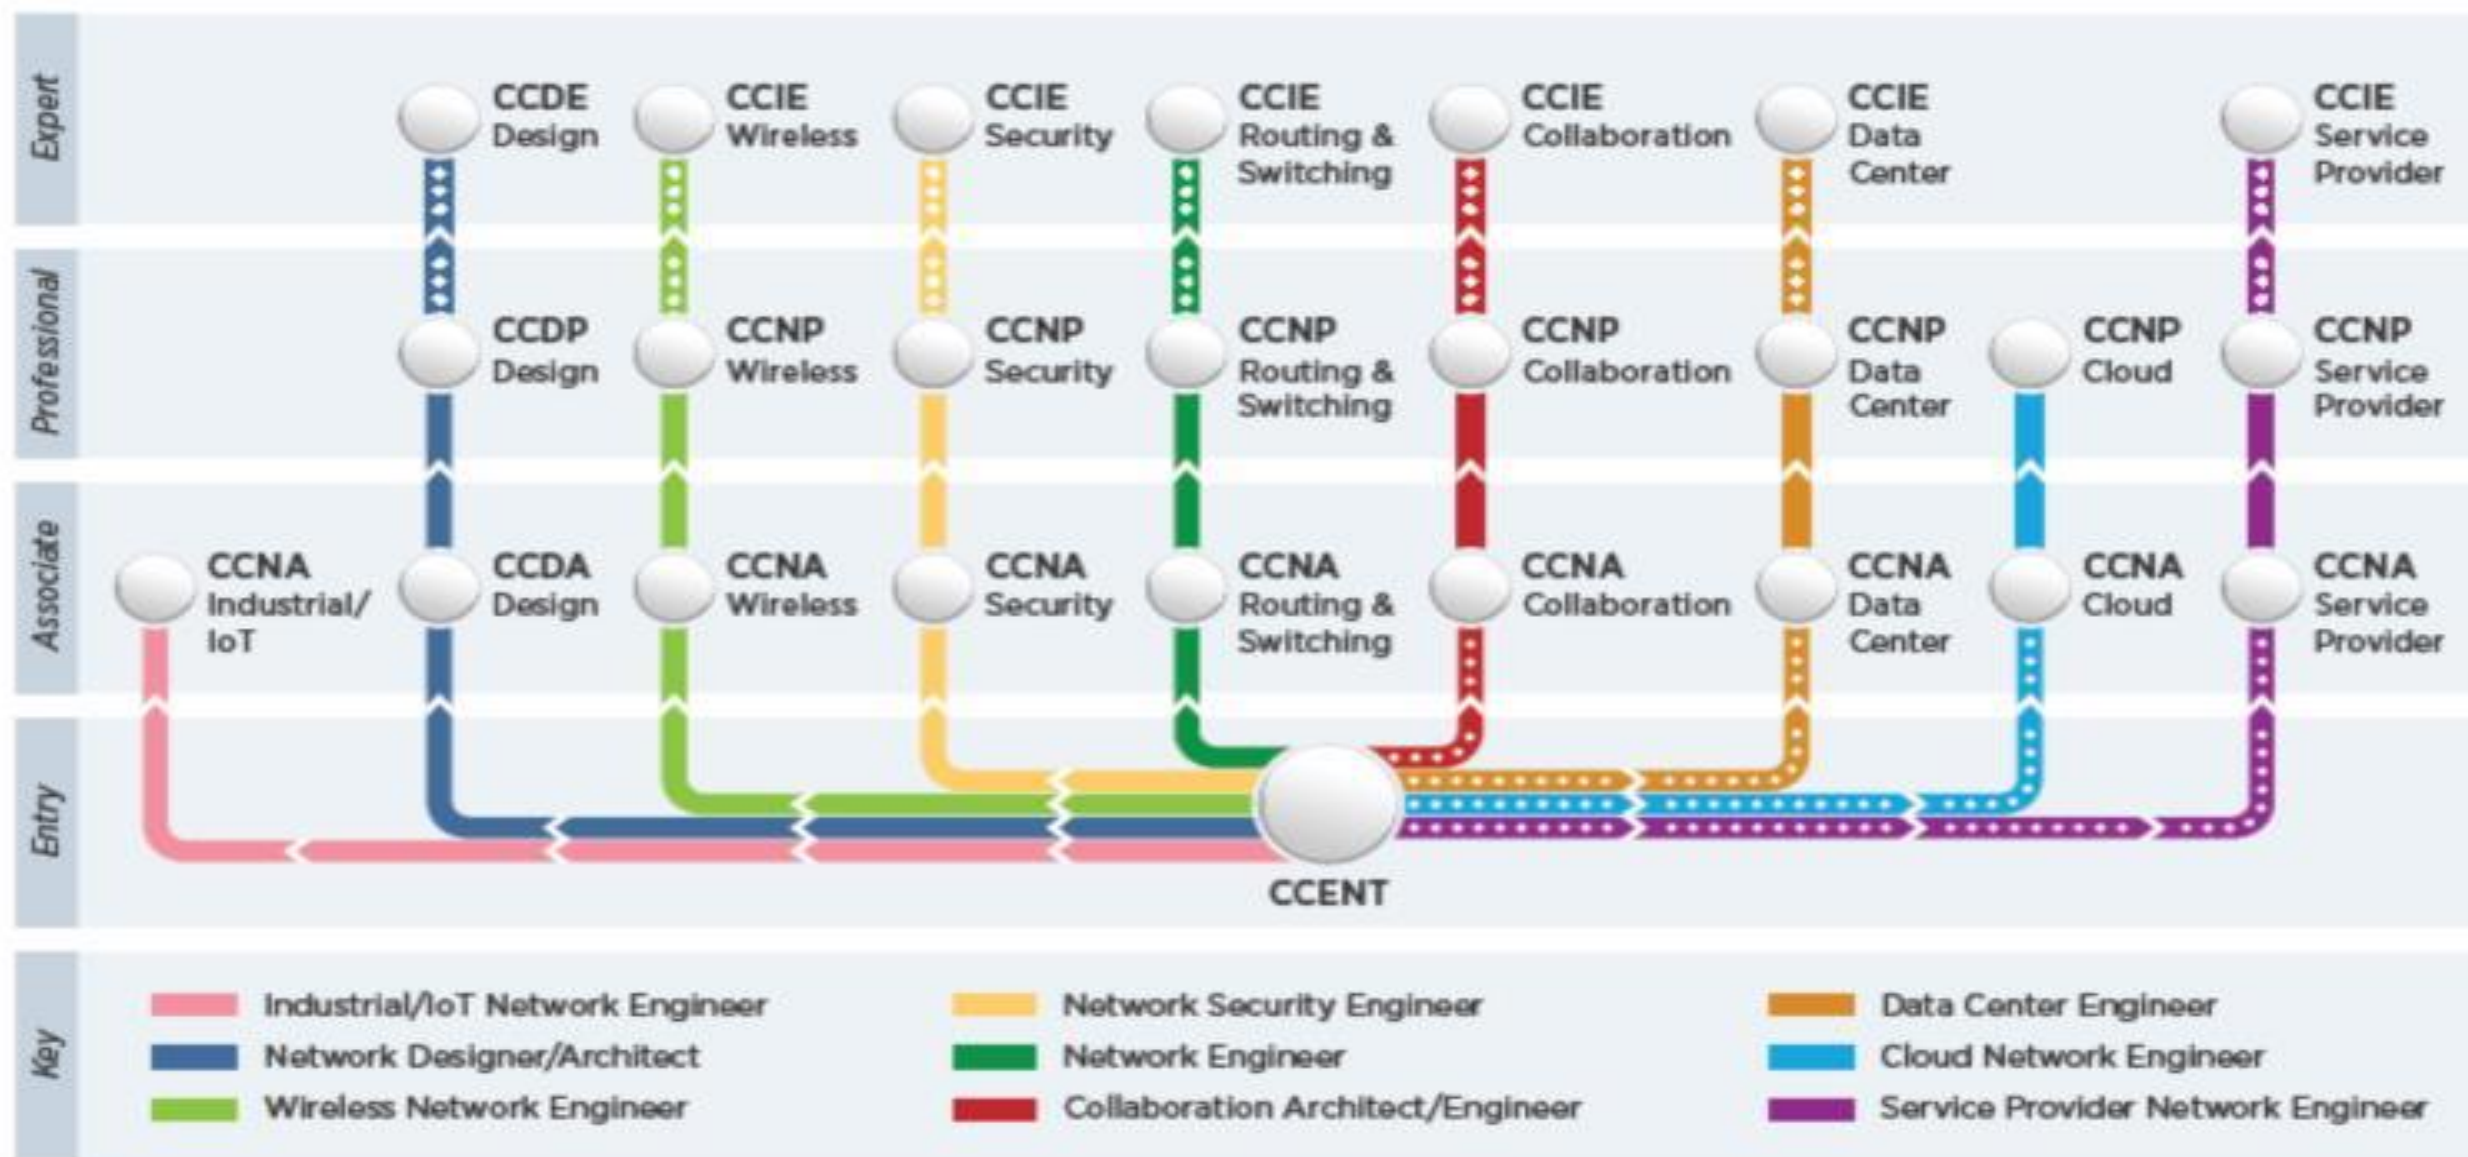 Expert
CCDE
Design
CCIE
Wireless
CCIE
Security
CCIE
Routing &
Switching
CCIE
Collaboration
CCIE
Data
Center
CCIE
Service
Provider
Professional
CCDP
Design
CCNP
Wireless
CCNP
Security
CCNP
Routing &
Switching
CCNP
Collaboration
CCNP
Data
Center
CCNP
Cloud
CCNP
Service
Provider
Associate
CCNA
Industrial/
IoT
CCDA
Design
CCNA
Wireless
CCNA
Security
CCNA
Routing &
Switching
CCNA
Collaboration
CCNA
Data
Center
CCNA
Cloud
CCNA
Service
Provider
Entry
CCENT
Key
Industrial/IoT Network Engineer
Network Designer/Architect
Wireless Network Engineer
Network Security Engineer
Network Engineer
Collaboration Architect/Engineer
Data Center Engineer
Cloud Network Engineer
Service Provider Network Engineer